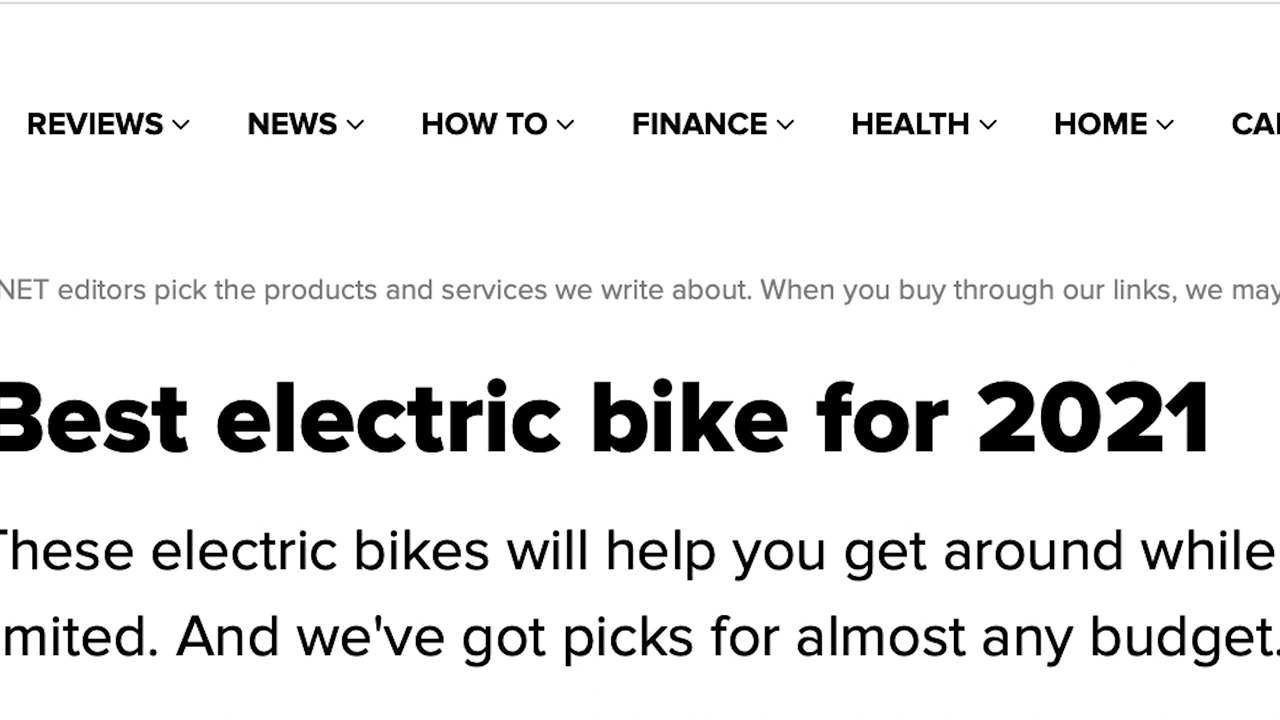 REVIEWS NEWS HOW TO FINANCE HEALTH HOME
NET editors pick the products and services we write about. When you buy through our links, we may
Best electric bike for 2021
These electric bikes will help you get around while
imited. And we've got picks for almost any budget.